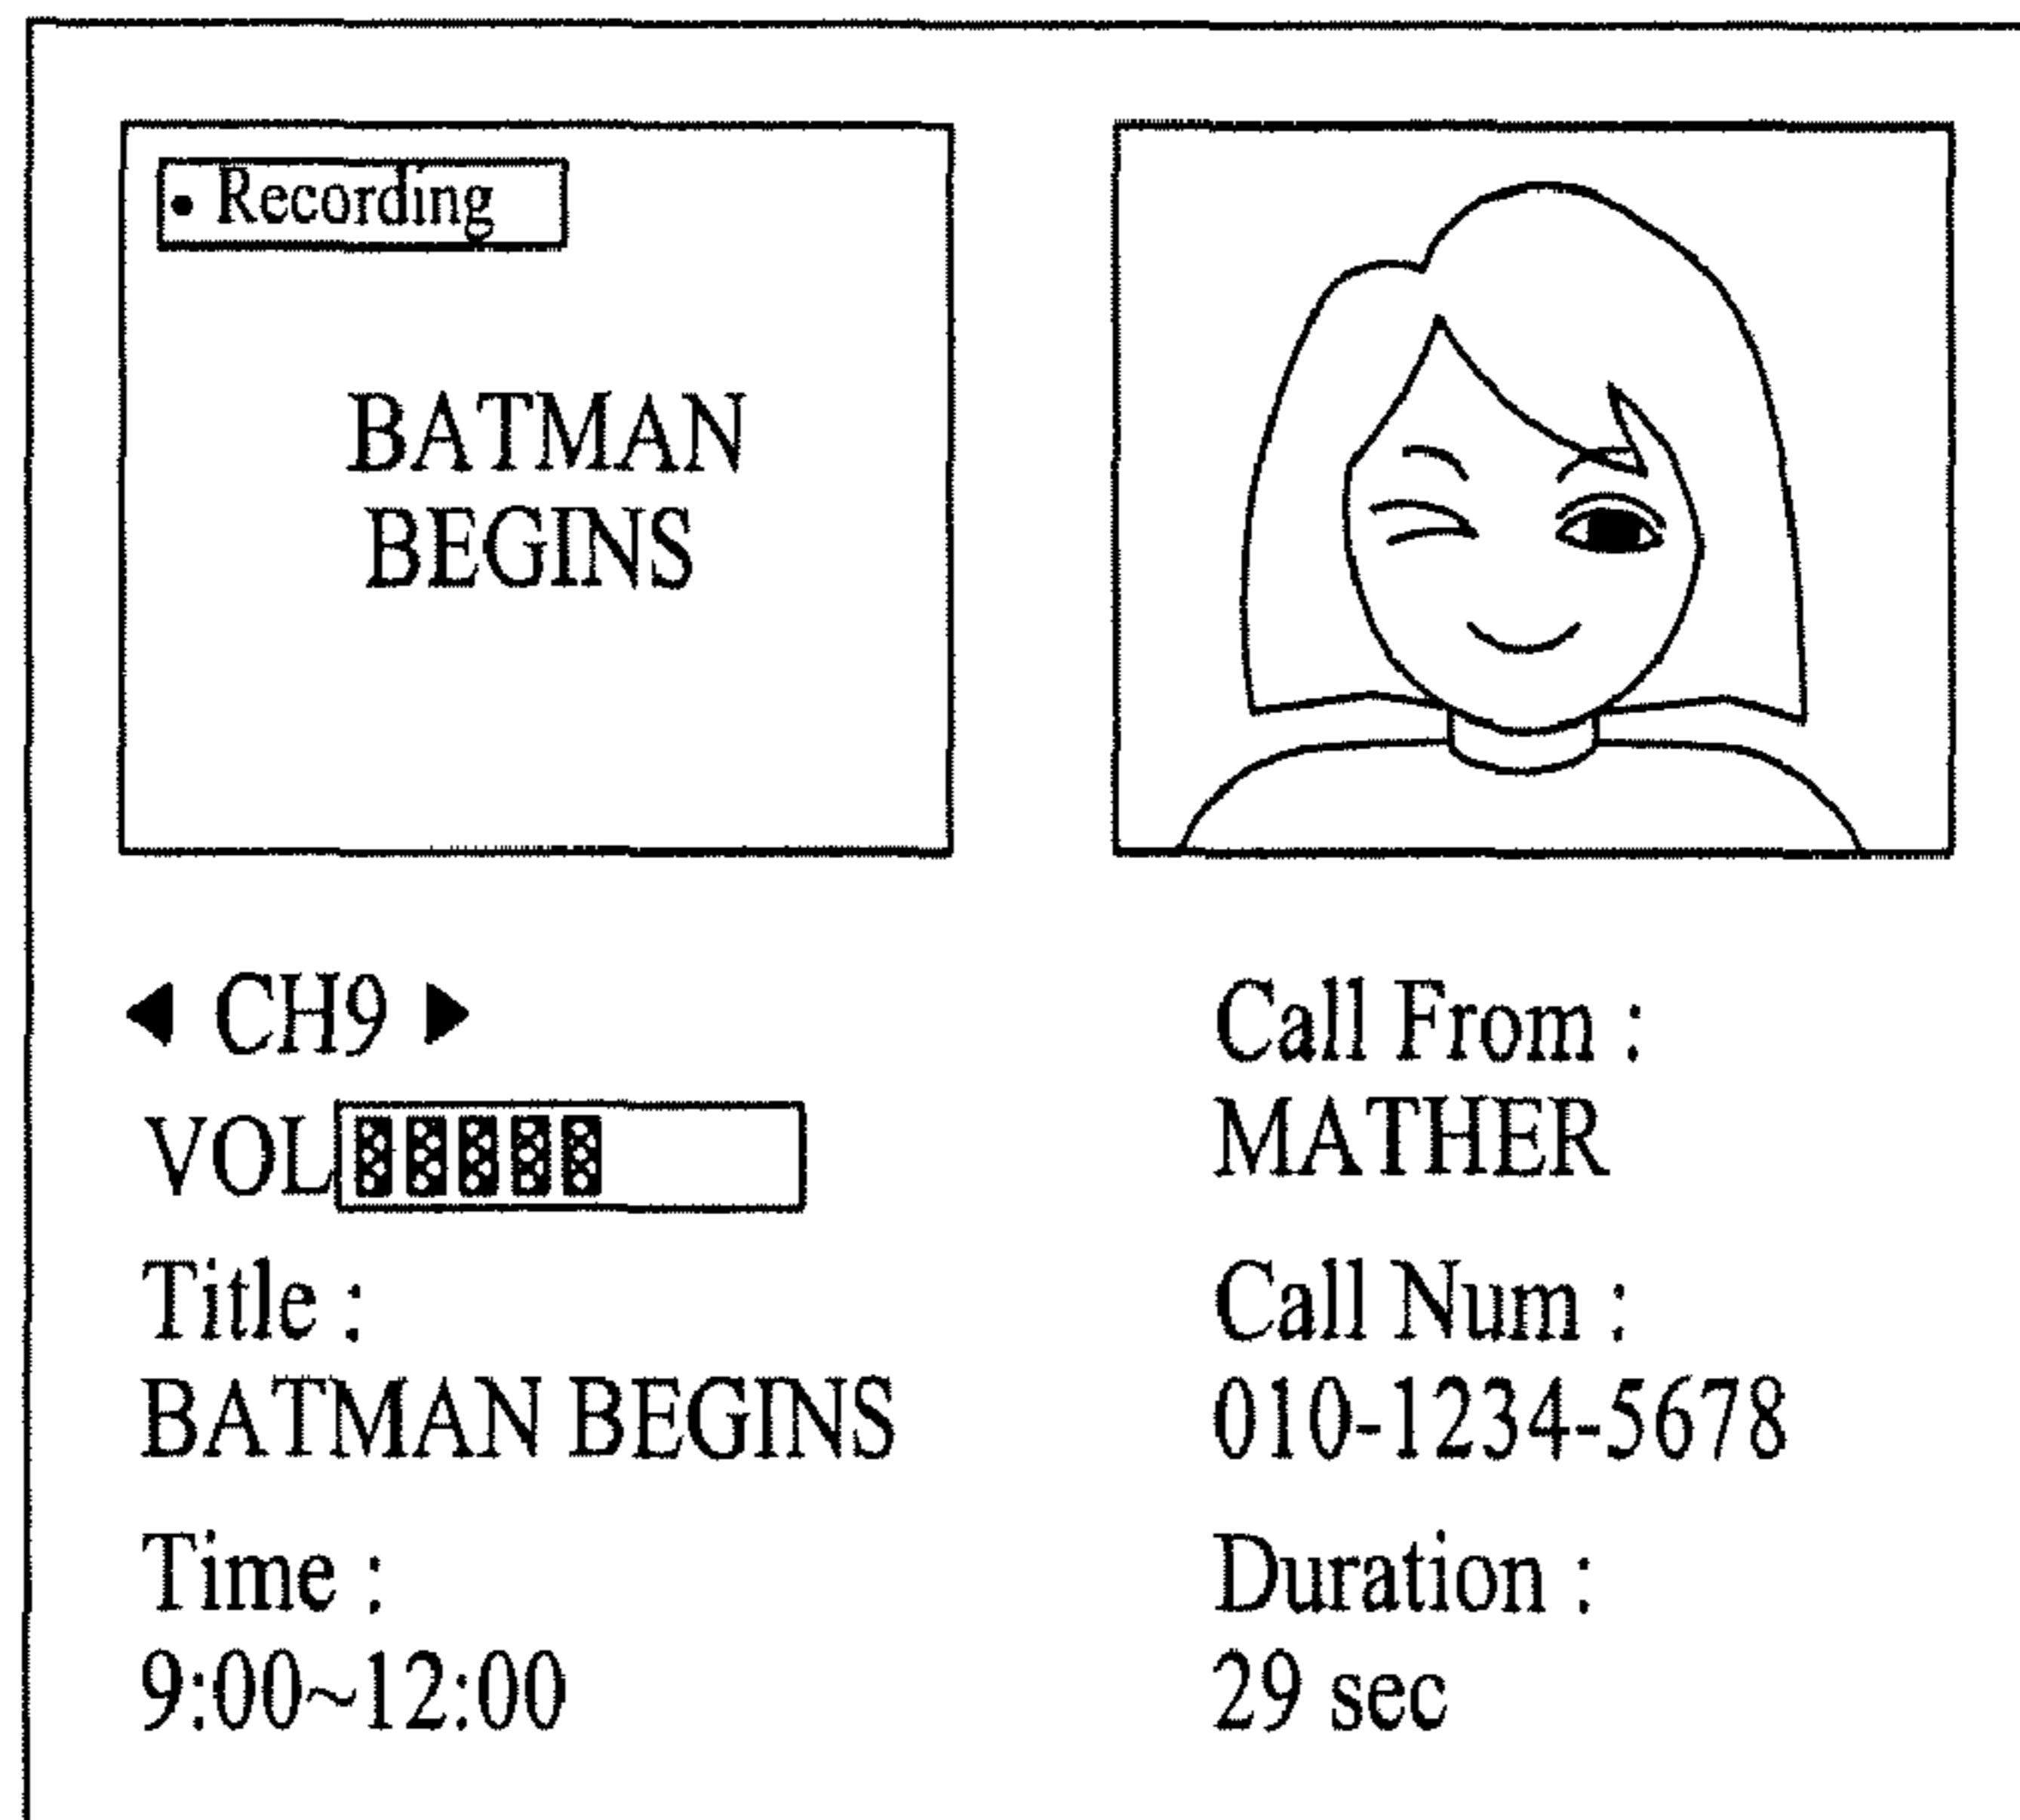 • Recording
BATMAN
BEGINS
◀ CH9 ▶
VOL
Title :
BATMAN BEGINS
Time :
9:00~12:00
Call From :
MATHER
Call Num :
010-1234-5678
Duration :
29 sec